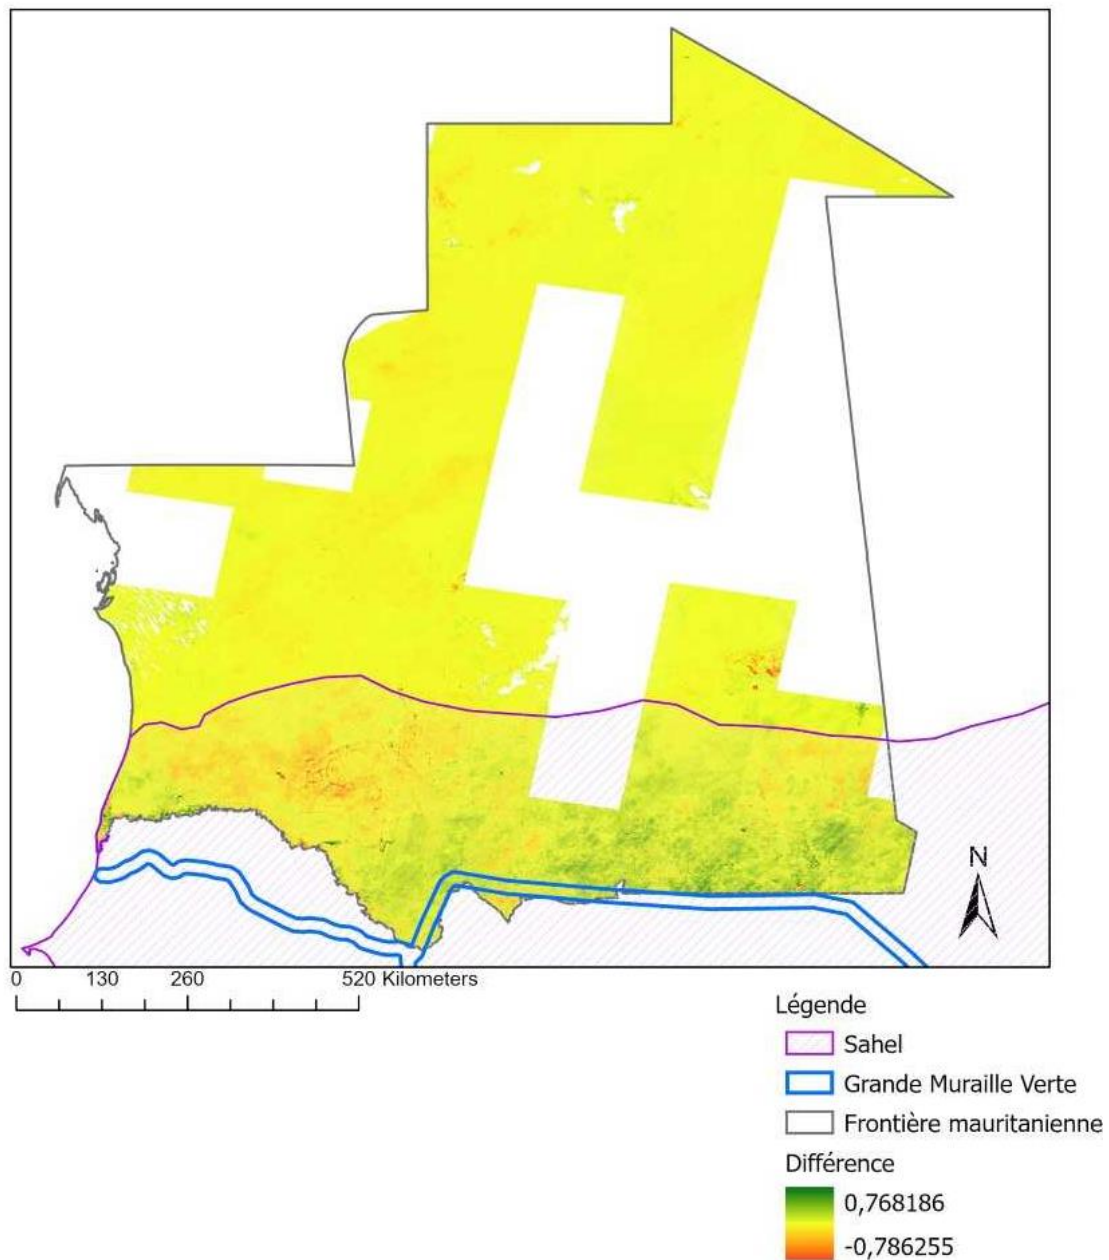 N
0 130 260 520 Kilometers
Légende
Sahel
Grande Muraille Verte
Frontière mauritanienne
Différence
0,768186
-0,786255